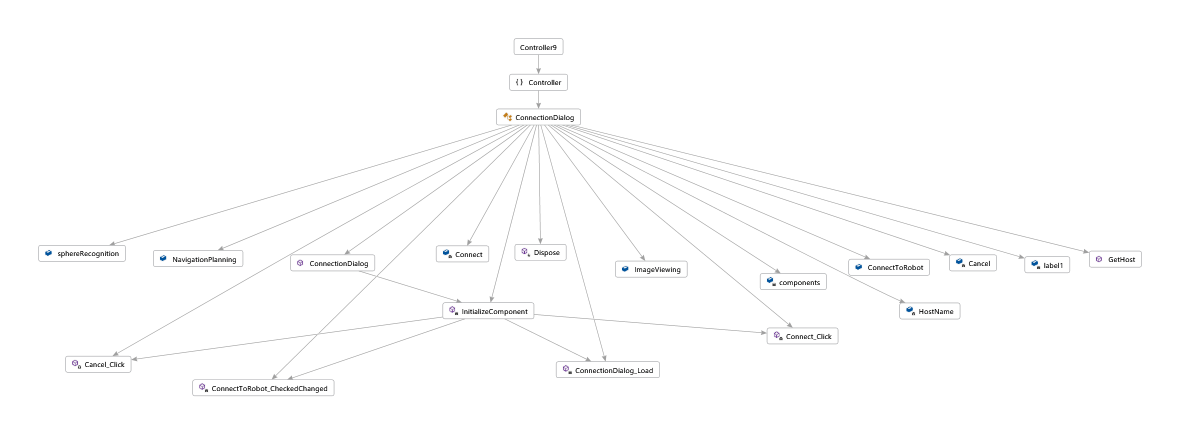 Controller9
{ } Controller
ConnectionDialog
sphereRecognition
NavigationPlanning
ConnectionDialog
Connect
Dispose
ImageViewing
components
ConnectToRobot
Cancel
label1
GetHost
InitializeComponent
HostName
Connect_Click
Cancel_Click
ConnectToRobot_CheckedChanged
ConnectionDialog_Load